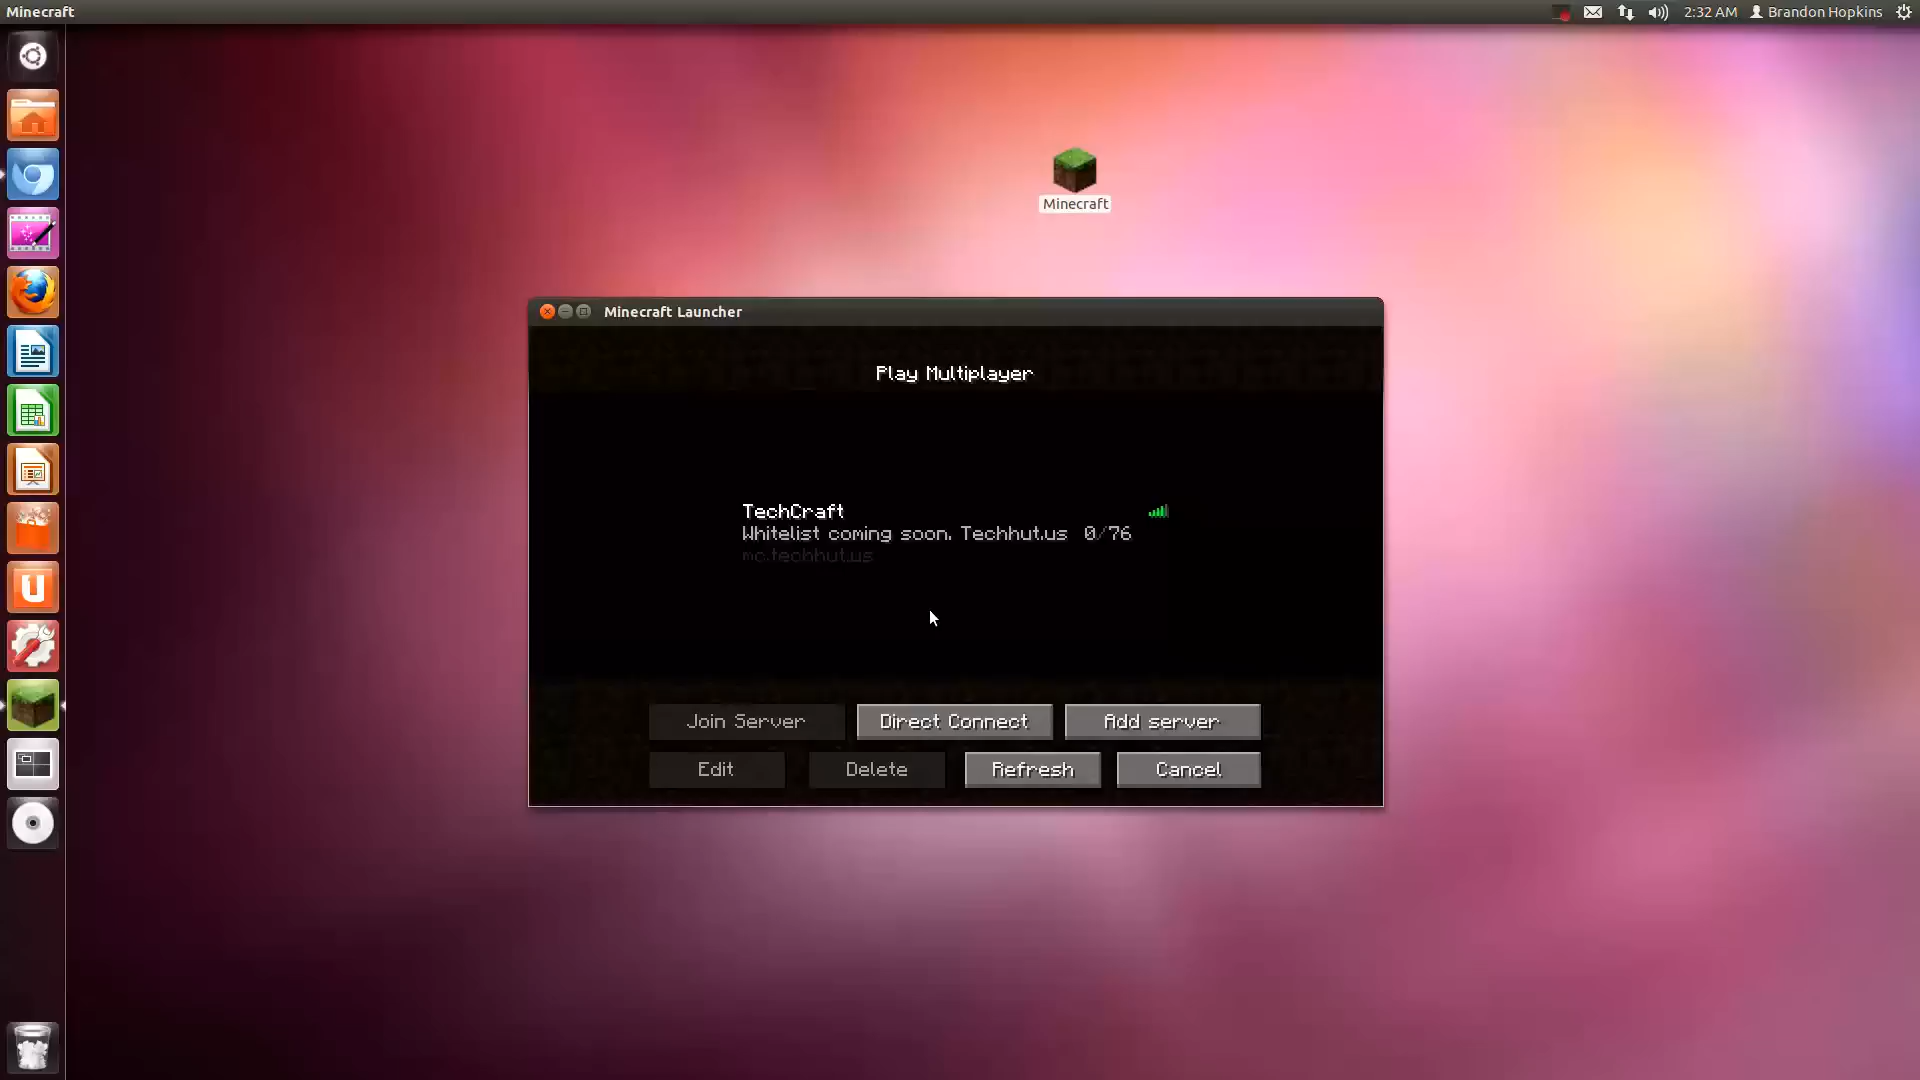 Minecraft
2:32 AM
Brandon Hopkins
Minecraft
Minecraft Launcher
Play Multiplayer
TechCraft
Whitelist coming soon. Techhut.us 0/76
mc.techhut.us
Join Server
Direct Connect
Add server
Edit
Delete
Refresh
Cancel